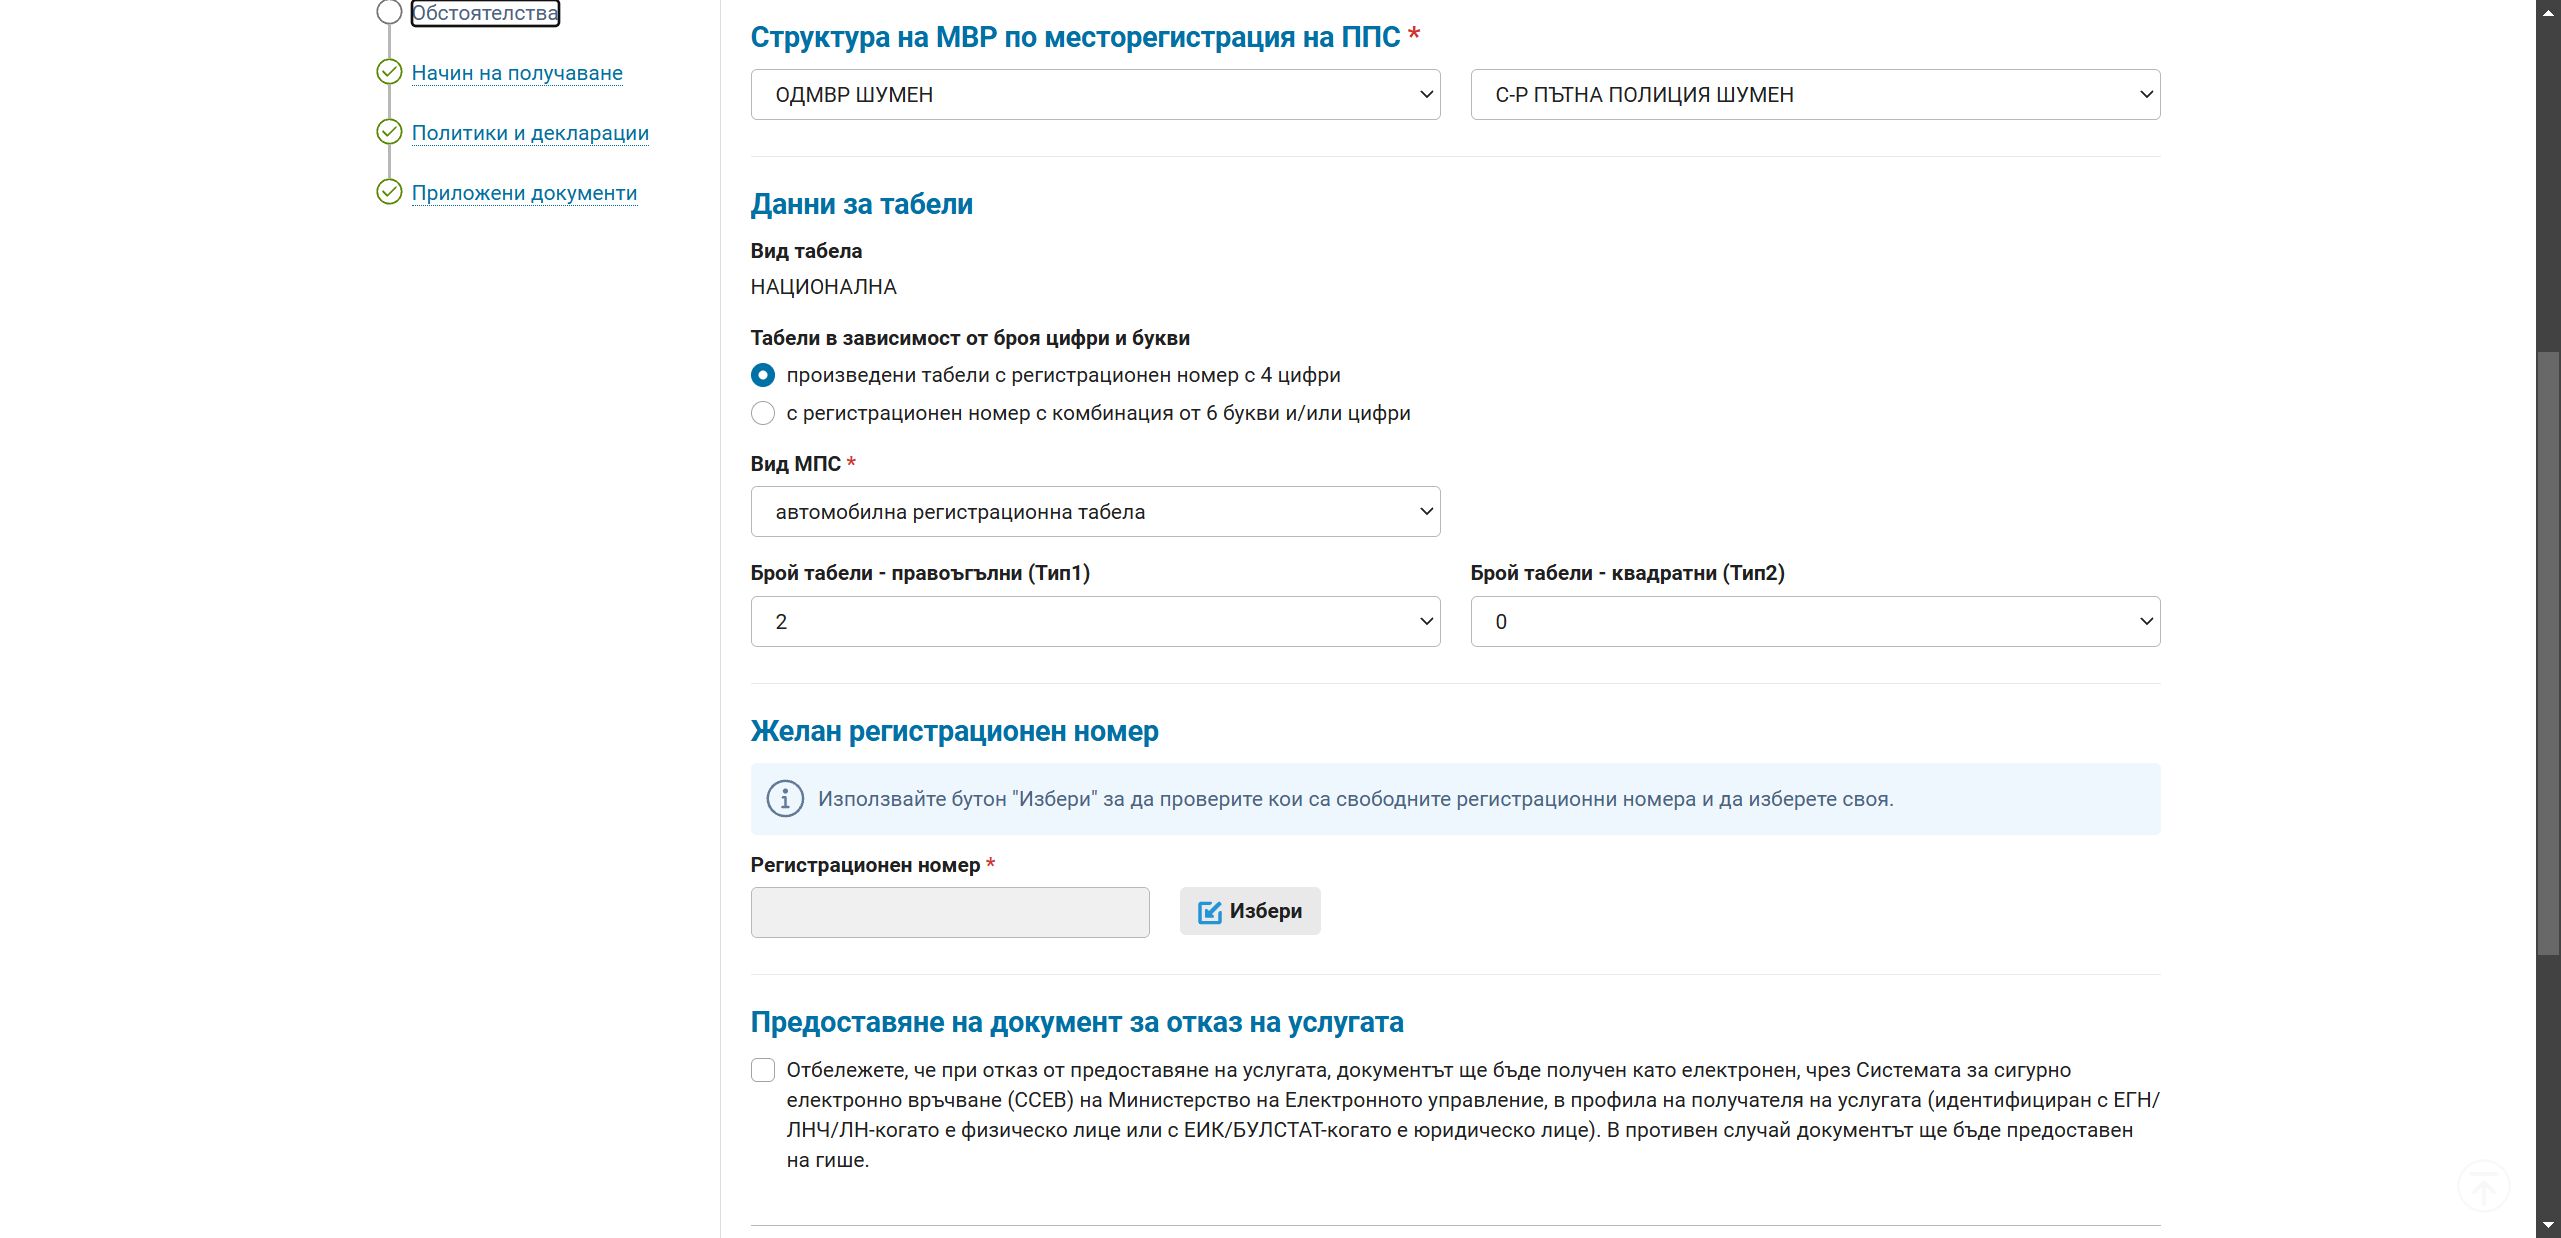 Обстоятелства
Начин на получаване
Политики и декларации
Приложени документи
Структура на МВР по месторегистрация на ППС *
ОДМВР ШУМЕН
С-Р ПЪТНА ПОЛИЦИЯ ШУМЕН
Данни за табели
Вид табела
НАЦИОНАЛНА
Табели в зависимост от броя цифри и букви
произведени табели с регистрационен номер с 4 цифри
с регистрационен номер с комбинация от 6 букви и/или цифри
Вид МПС *
автомобилна регистрационна табела
Брой табели - правоъгълни (Тип1)
Брой табели - квадратни (Тип2)
2
0
Желан регистрационен номер
Използвайте бутон "Избери" за да проверите кои са свободните регистрационни номера и да изберете своя.
Регистрационен номер *
Избери
Предоставяне на документ за отказ на услугата
Отбележете, че при отказ от предоставяне на услугата, документът ще бъде получен като електронен, чрез Системата за сигурно
електронно връчване (ССЕВ) на Министерство на Електронното управление, в профила на получателя на услугата (идентифициран с ЕГН/
ЛНЧ/ЛН-когато е физическо лице или с ЕИК/БУЛСТАТ-когато е юридическо лице). В противен случай документът ще бъде предоставен
на гише.